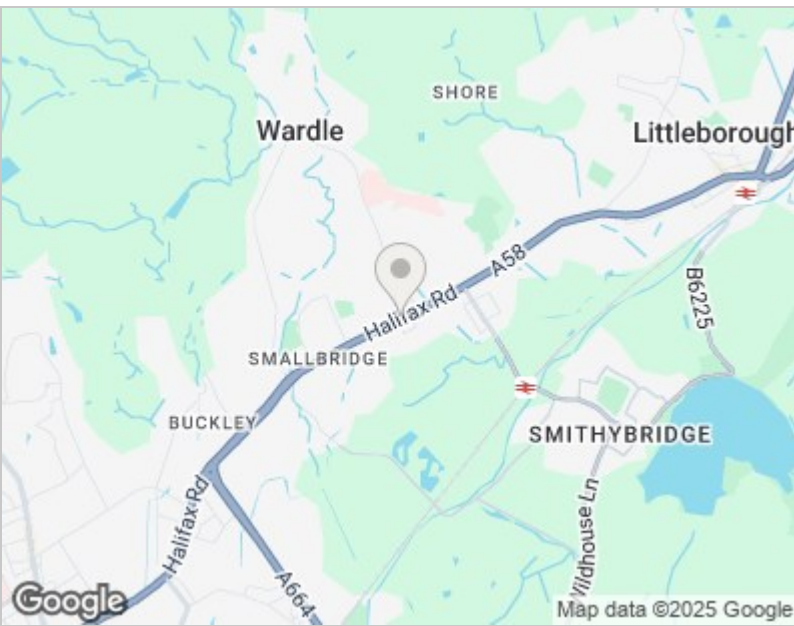 SHORE
Wardle
Littleborough
A58
Halifax Rd
B6225
SMALLBRIDGE
BUCKLEY
SMITHYBRIDGE
Halifax Rd
Wildhouse Ln
A664
Google
Map data ©2025 Google